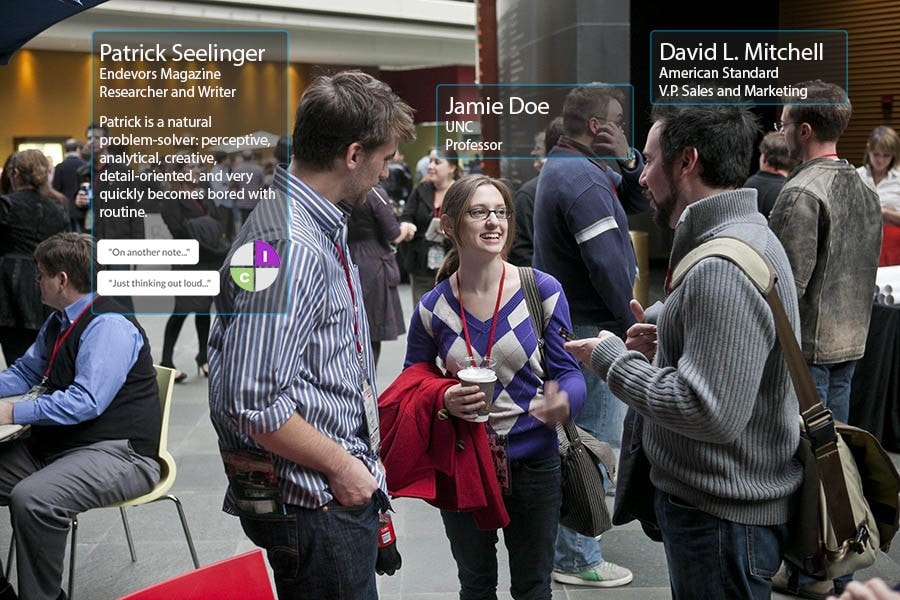 Patrick Seelinger
Endevors Magazine
Researcher and Writer
Patrick is a natural
problem-solver: perceptive,
analytical, creative,
detail-oriented, and very
quickly becomes bored with
routine.
"On another note..."
"Just thinking out loud..."
I
C
Jamie Doe
UNC
Professor
David L. Mitchell
American Standard
V.P. Sales and Marketing